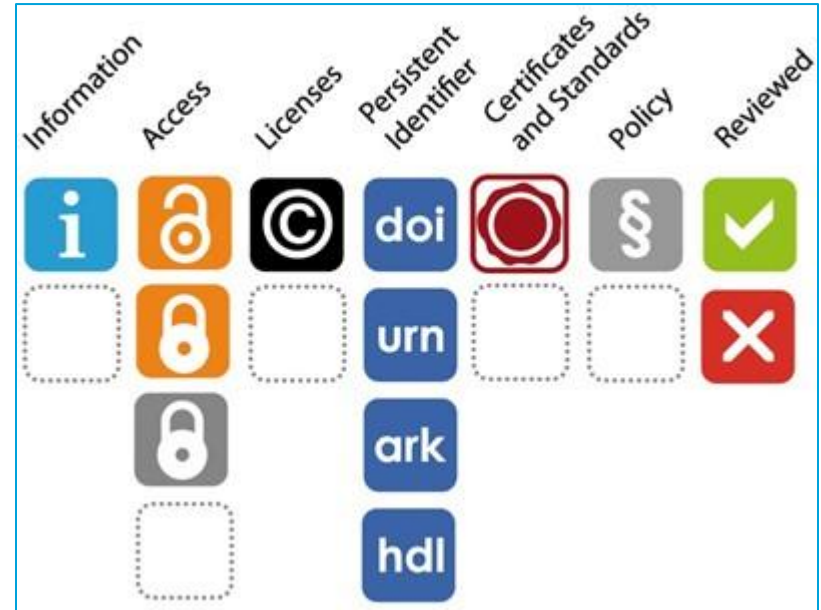 Information
Access
Licenses
Persistent
Identifier
Certificates
and Standards
Policy
Reviewed
i
©
doi
§
urn
ark
hdl